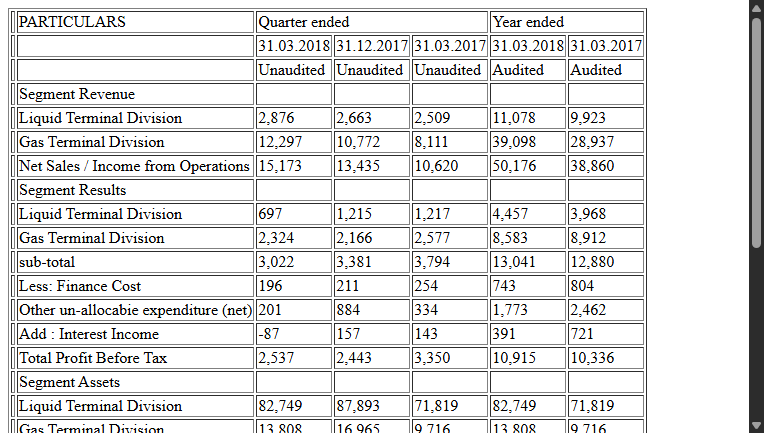 PARTICULARS Quarter ended Year ended
31.03.2018 31.12.2017 31.03.2017 31.03.2018 31.03.2017
Unaudited Unaudited Unaudited Audited Audited
Segment Revenue
Liquid Terminal Division 2,876 2,663 2,509 11,078 9,923
Gas Terminal Division 12,297 10,772 8,111 39,098 28,937
Net Sales / Income from Operations 15,173 13,435 10,620 50,176 38,860
Segment Results
Liquid Terminal Division 697 1,215 1,217 4,457 3,968
Gas Terminal Division 2,324 2,166 2,577 8,583 8,912
sub-total 3,022 3,381 3,794 13,041 12,880
Less: Finance Cost 196 211 254 743 804
Other un-allocabie expenditure (net) 201 884 334 1,773 2,462
Add : Interest Income -87 157 143 391 721
Total Profit Before Tax 2,537 2,443 3,350 10,915 10,336
Segment Assets
Liquid Terminal Division 82,749 87,893 71,819 82,749 71,819
Gas Terminal Division 13,808 16,965 9,716 13,808 9,716